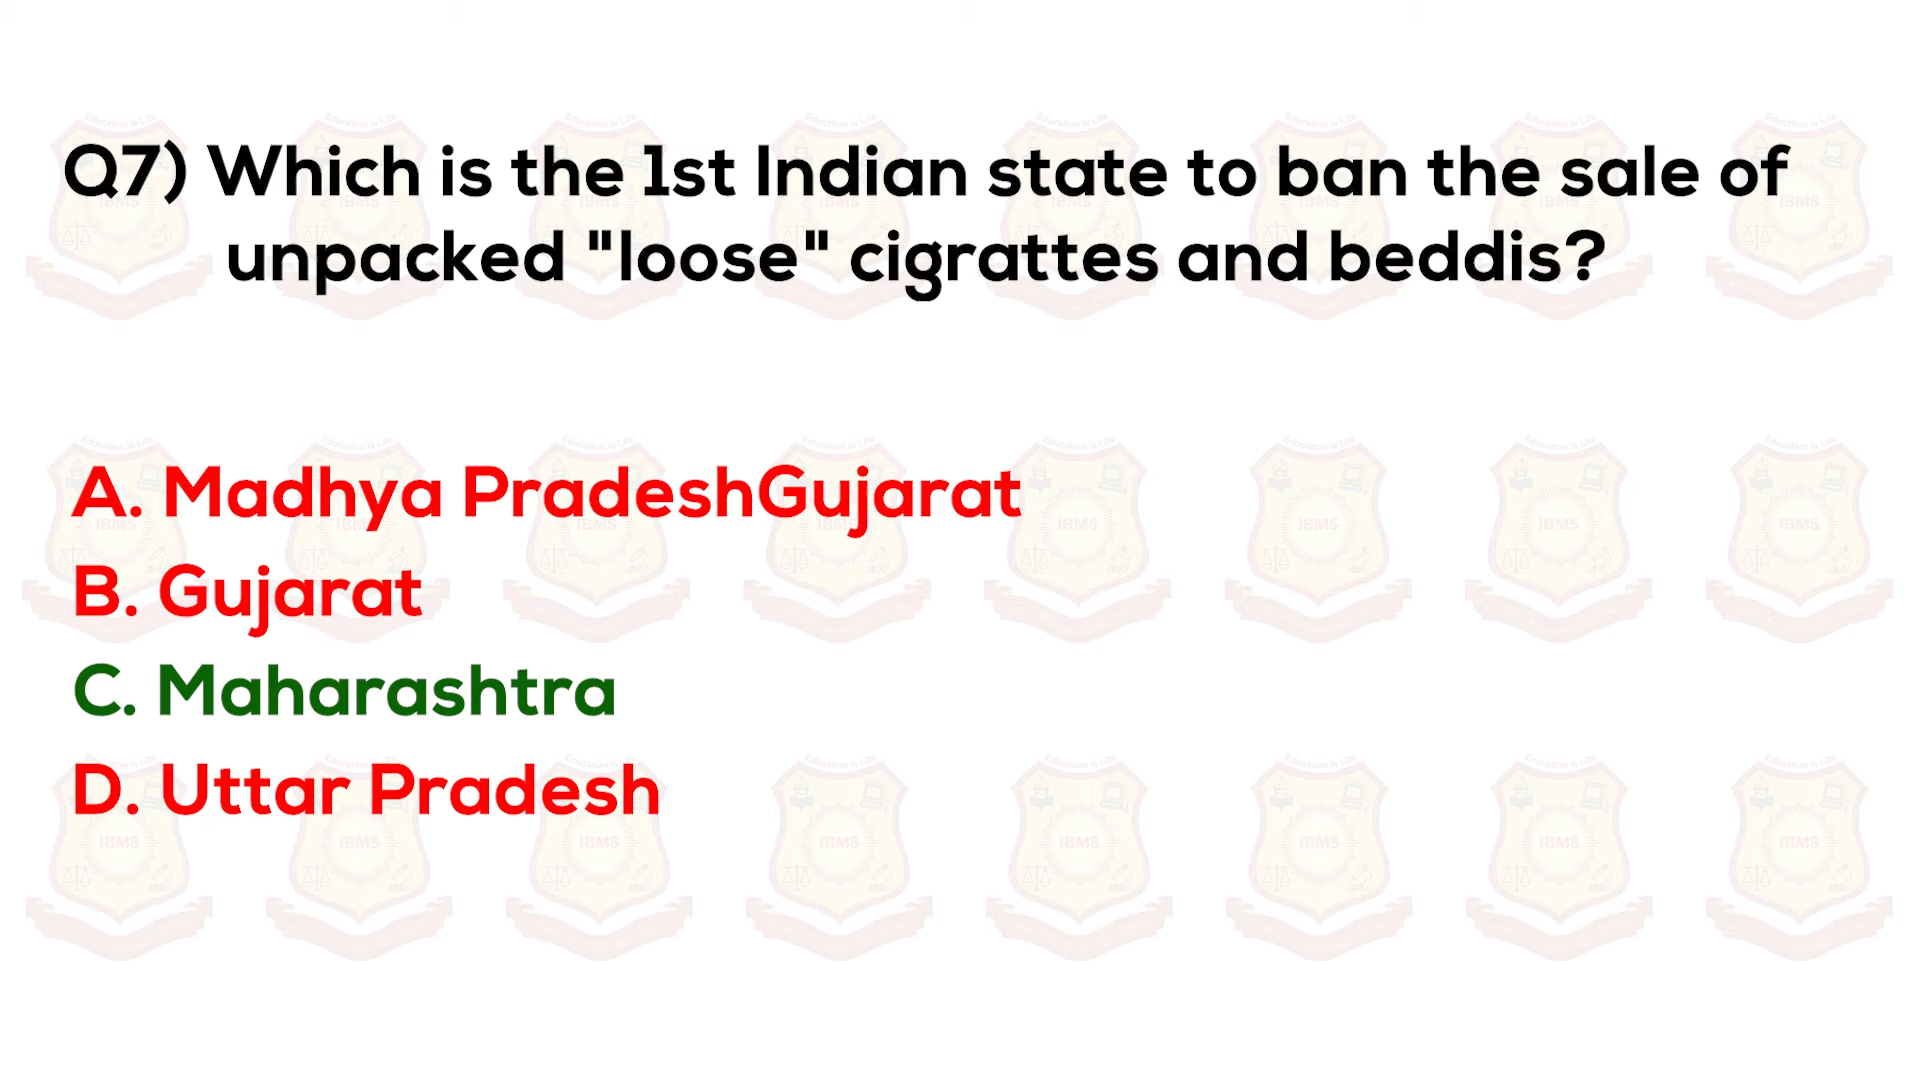 Q7) Which is the 1st Indian state to ban the sale of
unpacked "loose" cigrattes and beddis?
A. Madhya PradeshGujarat
B. Gujarat
C. Maharashtra
D. Uttar Pradesh